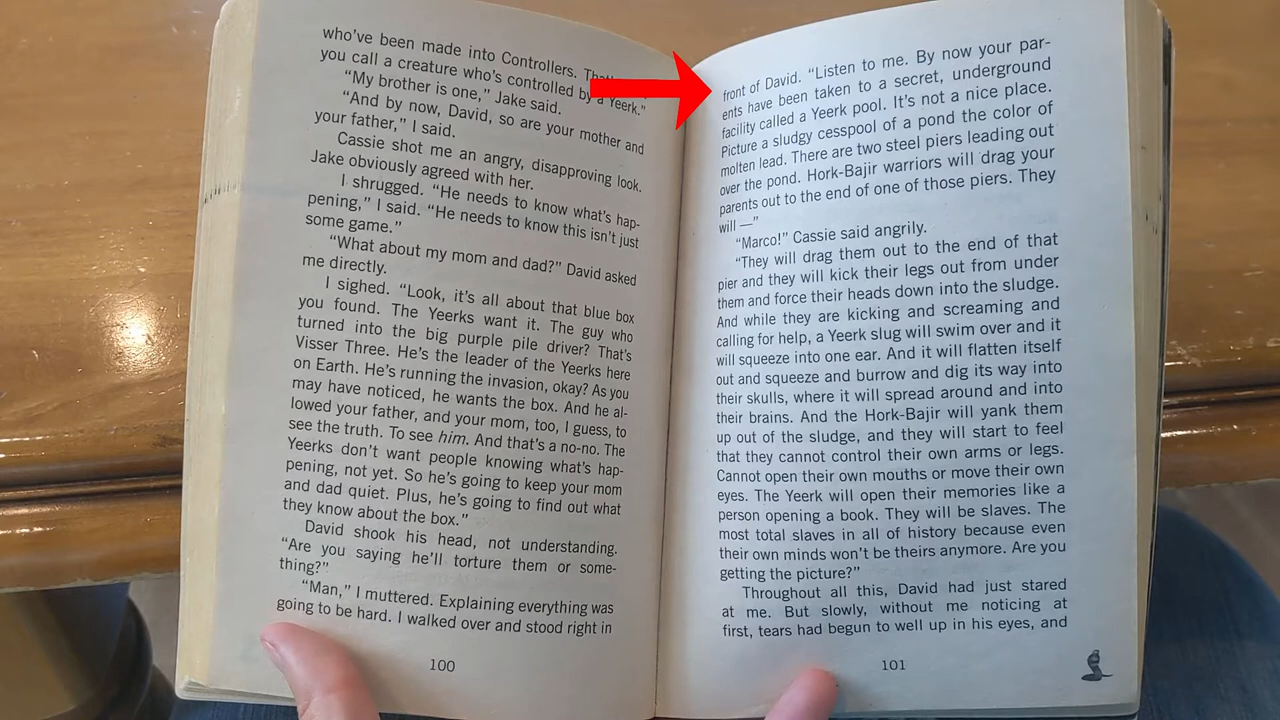 who've been made into Controllers.
you call a creature who's controlled by a Yeerk."
"My brother is one," Jake said.
"And by now, David, so are your mother and
your father," I said.
Cassie shot me an angry, disapproving look.
Jake obviously agreed with her.
I shrugged. "He needs to know what's hap-
pening," I said. "He needs to know this isn't just
some game."
"What about my mom and dad?" David asked
me directly.
I sighed. "Look, it's all about that blue box
you found. The Yeerks want it. The guy who
turned into the big purple pile driver? That's
Visser Three. He's the leader of the Yeerks here
on Earth. He's running the invasion, okay? As you
may have noticed, he wants the box. And he al-
lowed your father, and your mom, too, I guess, to
see the truth. To see him. And that's a no-no. The
Yeerks don't want people knowing what's hap-
pening, not yet. So he's going to keep your mom
and dad quiet. Plus, he's going to find out what
they know about the box."
David shook his head, not understanding.
"Are you saying he'll torture them or some-
thing?"
"Man," I muttered. Explaining everything was
going to be hard. I walked over and stood right in
100
front of David. "Listen to me. By now your par-
ents have been taken to a secret, underground
facility called a Yeerk pool. It's not a nice place.
Picture a sludgy cesspool of a pond the color of
molten lead. There are two steel piers leading out
over the pond. Hork-Bajir warriors will drag your
parents out to the end of one of those piers. They
will —"
"Marco!" Cassie said angrily.
"They will drag them out to the end of that
pier and they will kick their legs out from under
them and force their heads down into the sludge.
And while they are kicking and screaming and
calling for help, a Yeerk slug will swim over and it
will squeeze into one ear. And it will flatten itself
out and squeeze and burrow and dig its way into
their skulls, where it will spread around and into
their brains. And the Hork-Bajir will yank them
up out of the sludge, and they will start to feel
that they cannot control their own arms or legs.
Cannot open their own mouths or move their own
eyes. The Yeerk will open their memories like a
person opening a book. They will be slaves. The
most total slaves in all of history because even
their own minds won't be theirs anymore. Are you
getting the picture?"
Throughout all this, David had just stared
at me. But slowly, without me noticing at
first, tears had begun to well up in his eyes, and
101